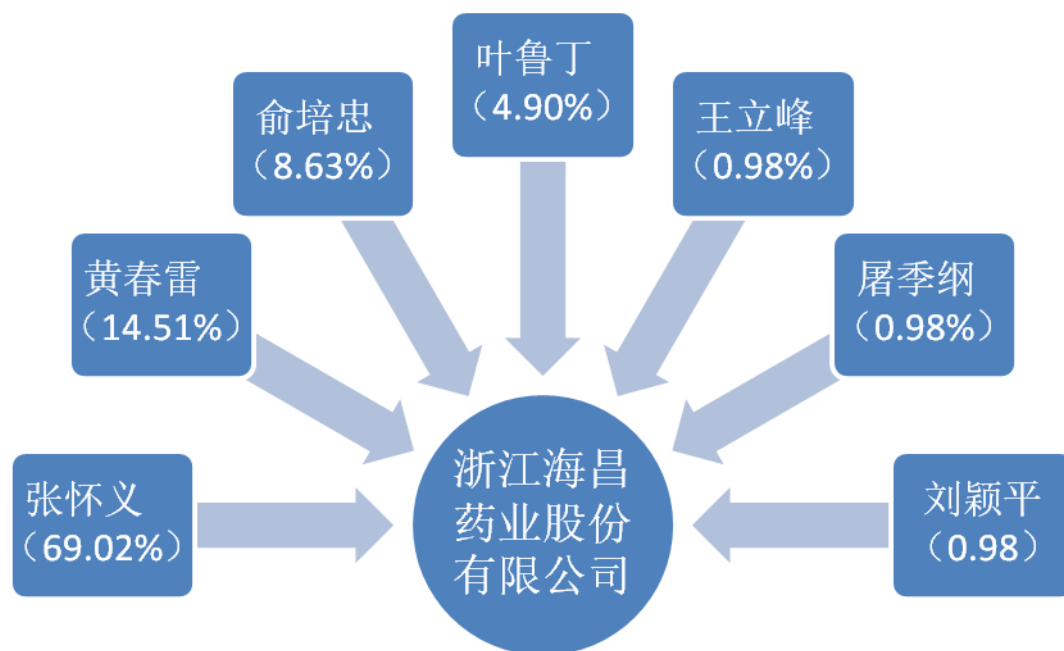 叶鲁丁
（4.90%）
俞培忠
（8.63%）
王立峰
（0.98%）
黄春雷
（14.51%）
屠季纲
（0.98%）
张怀义
（69.02%）
刘颖平
（0.98）
浙江海昌
药业股份
有限公司